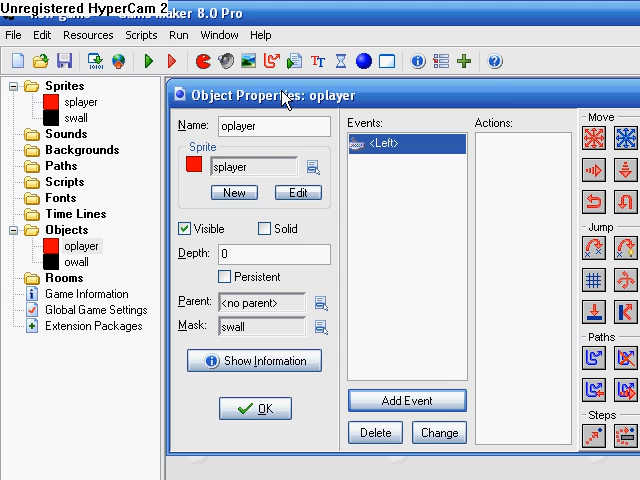 Unregistered HyperCam 2
Game Maker 8.0 Pro
File Edit Resources Scripts Run Window Help
Sprites
splayer
swall
Sounds
Backgrounds
Paths
Scripts
Fonts
Time Lines
Objects
oplayer
owall
Rooms
Game Information
Global Game Settings
Extension Packages
Object Properties: oplayer
Name: oplayer
Sprite
splayer
New Edit
Visible Solid
Depth: 0
Persistent
Parent: <no parent>
Mask: swall
Show Information
OK
Events:
<Left>
Add Event
Delete Change
Actions:
Move
Jump
Paths
Steps